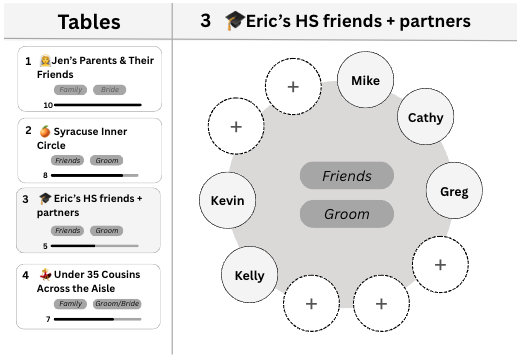 Tables
1 👰Jen's Parents & Their
Friends
Family Bride
10
2 🍊 Syracuse Inner
Circle
Friends Groom
8
3 🎓Eric's HS friends +
partners
Friends Groom
5
4 💃 Under 35 Cousins
Across the Aisle
Family Groom/Bride
7
3 🎓Eric's HS friends + partners
+
Mike
+
Cathy
Kevin
Friends
Greg
Groom
Kelly
+
+
+